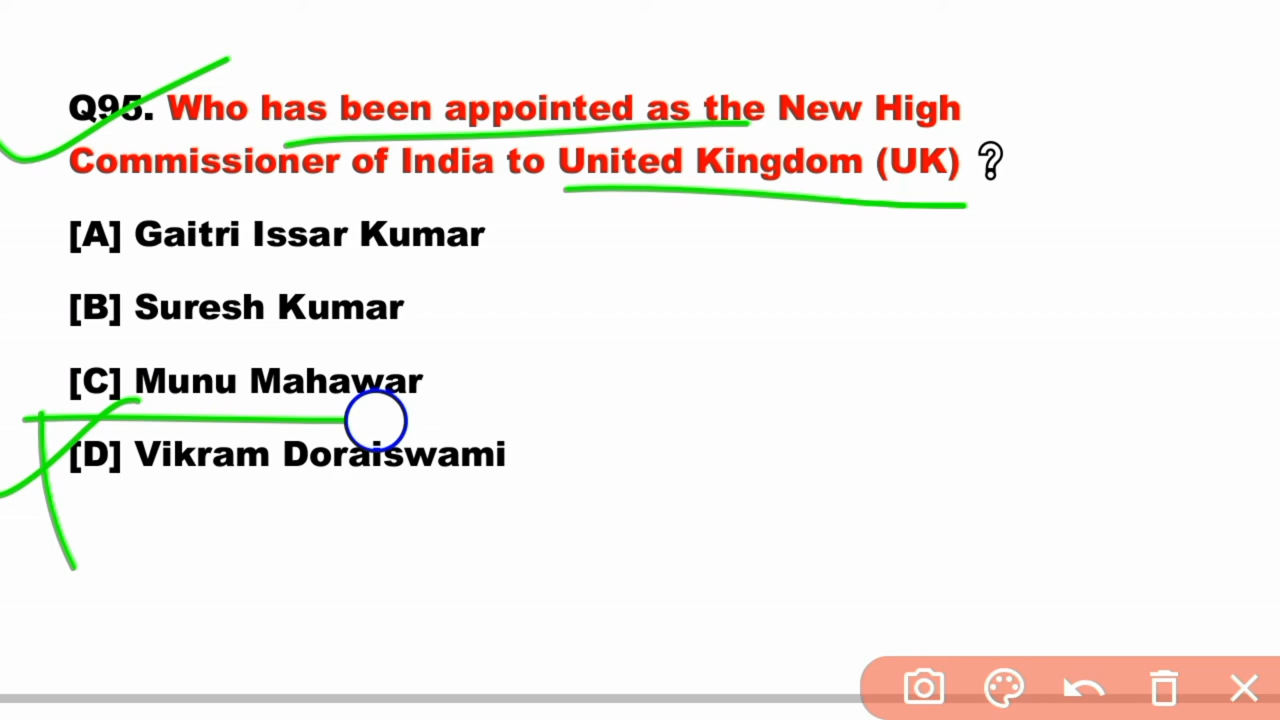 Q95. Who has been appointed as the New High
Commissioner of India to United Kingdom (UK) ?
[A] Gaitri Issar Kumar
[B] Suresh Kumar
[C] Munu Mahawar
[D] Vikram Doraiswami